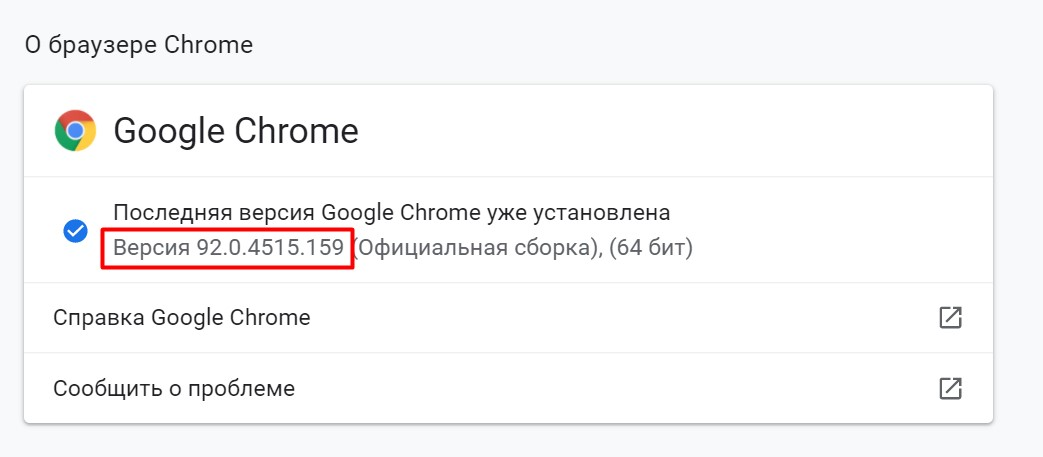 О браузере Chrome
Google Chrome
Последняя версия Google Chrome уже установлена
Версия 92.0.4515.159 (Официальная сборка), (64 бит)
Справка Google Chrome
Сообщить о проблеме